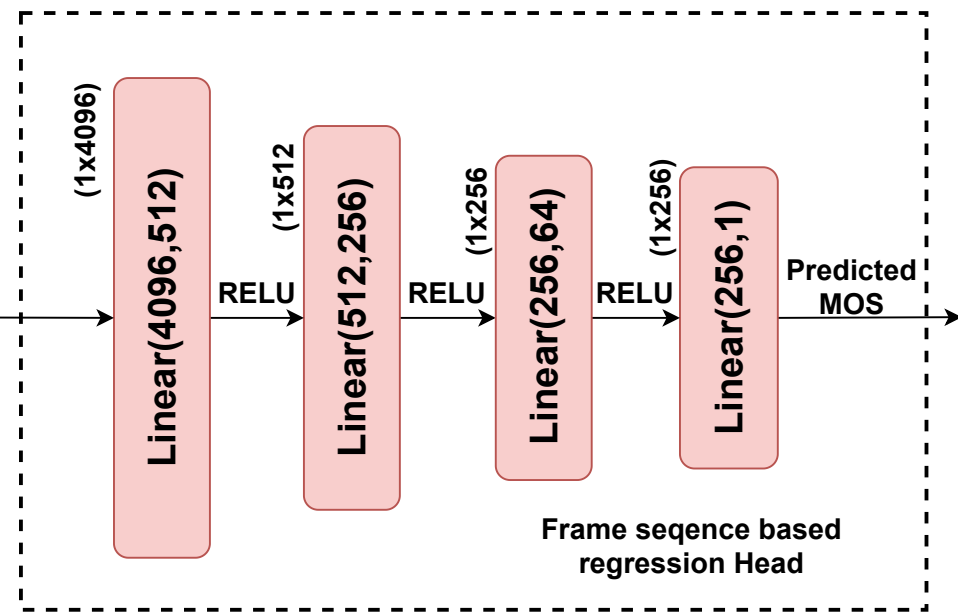 (1x4096)
Linear(4096,512)
RELU
(1x512
Linear(512,256)
RELU
(1x256
Linear(256,64)
RELU
(1x256)
Linear(256,1)
Predicted
MOS
Frame seqence based
regression Head